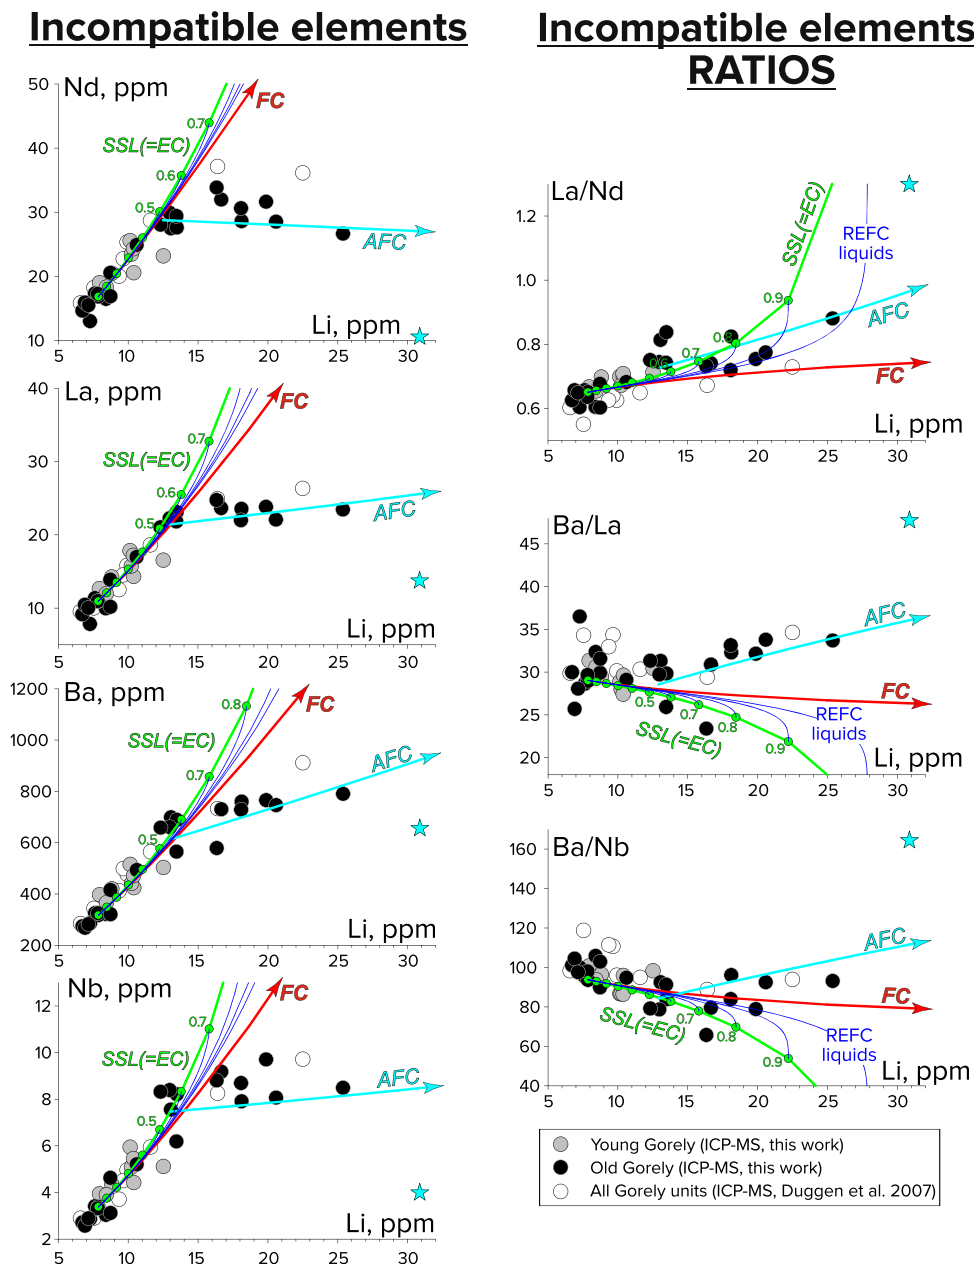 Incompatible elements
Nd, ppm
50
40
30
20
10
FC
SSL(=EC)
0.7
0.6
0.5
AFC
Li, ppm
5
10
15
20
25
30
La, ppm
40
30
20
10
FC
SSL(=EC)
0.7
0.6
0.5
AFC
Li, ppm
5
10
15
20
25
30
Ba, ppm
1200
1000
800
600
400
200
FC
0.8
SSL(=EC)
0.7
0.5
AFC
Li, ppm
5
10
15
20
25
30
Nb, ppm
12
10
8
6
4
2
FC
0.7
SSL(=EC)
0.5
AFC
Li, ppm
5
10
15
20
25
30
Incompatible elements
RATIOS
La/Nd
1.2
1.0
0.8
0.6
SSL(=EC)
REFC
liquids
0.9
AFC
0.8
0.7
0.6
FC
Li, ppm
5
10
15
20
25
30
Ba/La
45
40
35
30
25
20
AFC
FC
0.5
0.7
0.8
0.9
SSL(=EC)
REFC
liquids
Li, ppm
5
10
15
20
25
30
Ba/Nb
160
140
120
100
80
60
40
AFC
FC
SSL(=EC)
0.7
0.8
0.9
REFC
liquids
Li, ppm
5
10
15
20
25
30
Young Gorely (ICP-MS, this work)
Old Gorely (ICP-MS, this work)
All Gorely units (ICP-MS, Duggen et al. 2007)